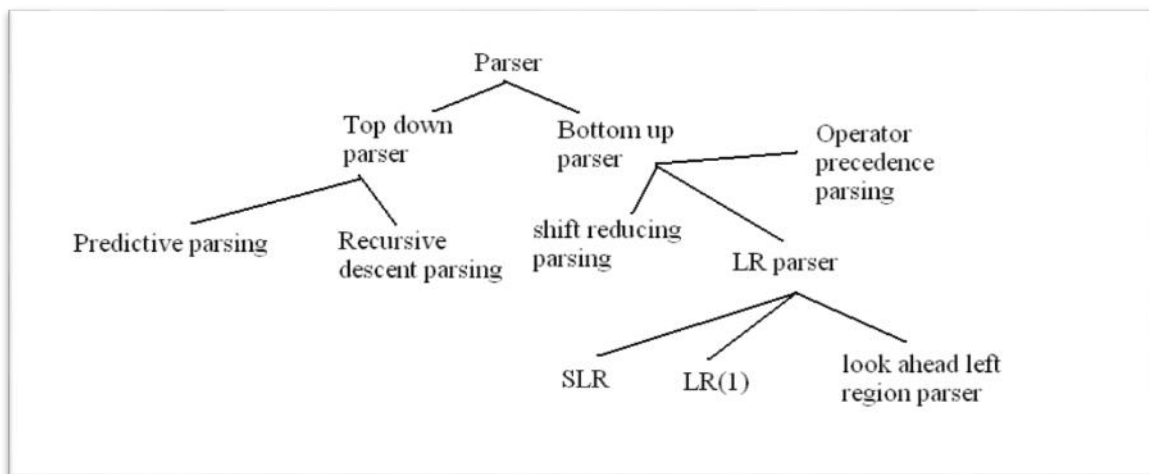 Parser
Top down
parser
Bottom up
parser
Operator
precedence
parsing
Predictive parsing
Recursive
descent parsing
shift reducing
parsing
LR parser
SLR
LR(1)
look ahead left
region parser